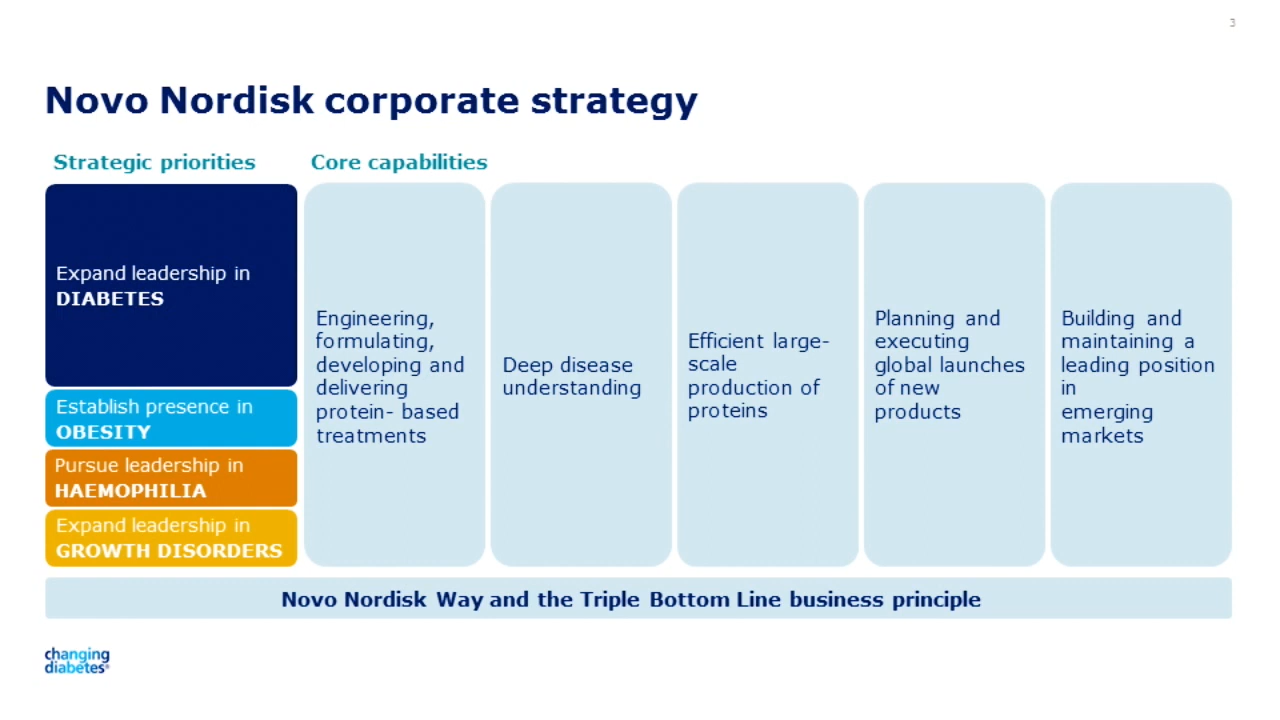 3
Novo Nordisk corporate strategy
Strategic priorities
Core capabilities
Expand leadership in
DIABETES
Establish presence in
OBESITY
Pursue leadership in
HAEMOPHILIA
Expand leadership in
GROWTH DISORDERS
Engineering,
formulating,
developing and
delivering
protein- based
treatments
Deep disease
understanding
Efficient large-
scale
production of
proteins
Planning and
executing
global launches
of new
products
Building and
maintaining a
leading position
in
emerging
markets
Novo Nordisk Way and the Triple Bottom Line business principle
changing
diabetes®